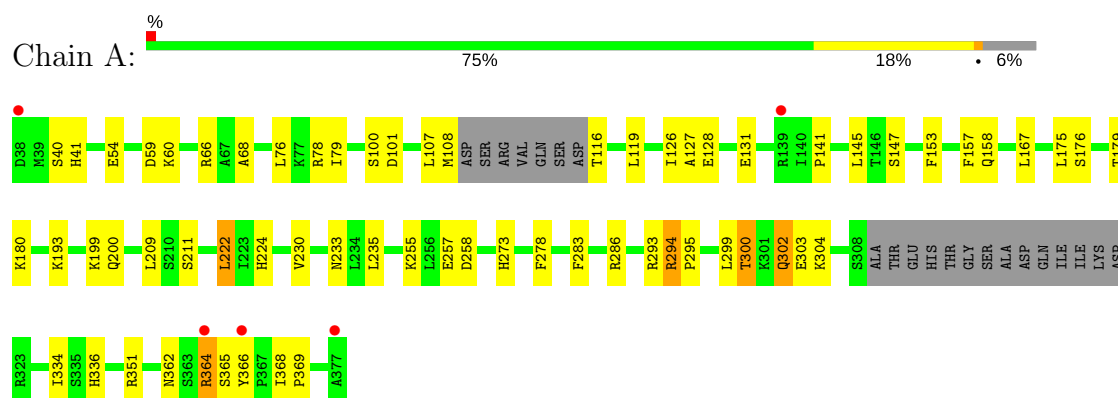 %
Chain A:
75% 18% • 6%
D38 M39 S40 H41 E54 D59 K60 R66 A67 A68 L76 K77 R78 I79 S100 D101 L107 M108 ASP SER ARG VAL GLN SER ASP T116 L119 I126 A127 E128 E131 R139 I140 P141 L145 T146 S147 F153 F157 Q158 L167 L175 S176 T179
K180 K193 K199 Q200 L209 S210 S211 L222 I223 H224 V230 N233 L234 L235 K255 L256 E257 D258 H273 F278 F283 R286 R293 R294 P295 L299 T300 K301 Q302 E303 K304 S308 ALA THR GLU HIS THR GLY SER ALA ASP GLN ILE ILE LYS ASP
R323 I334 S335 H336 R351 N362 S363 R364 S365 Y366 P367 I368 P369 A377